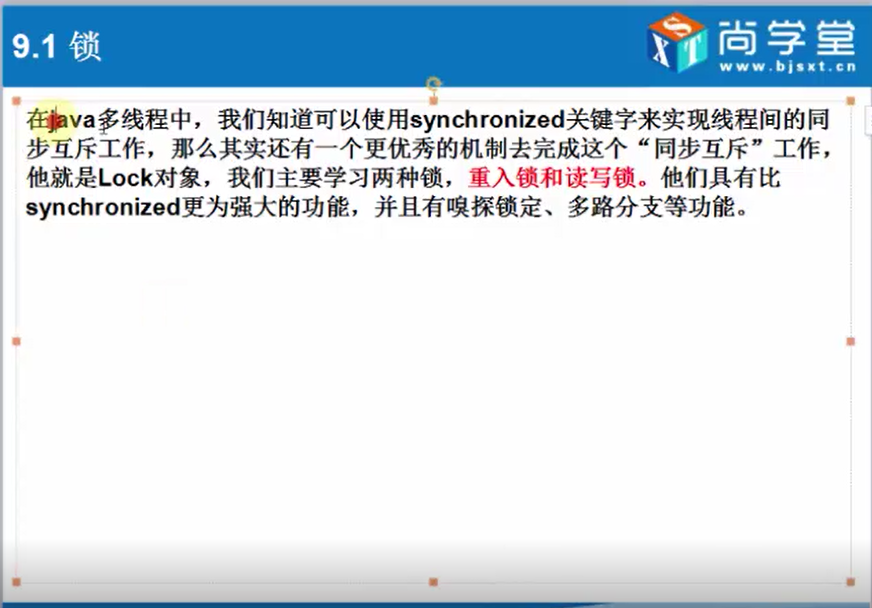 9.1 锁
SXT
尚学堂
www.bjsxt.cn
在java多线程中，我们知道可以使用synchronized关键字来实现线程间的同
步互斥工作，那么其实还有一个更优秀的机制去完成这个“同步互斥”工作，
他就是Lock对象，我们主要学习两种锁，重入锁和读写锁。他们具有比
synchronized更为强大的功能，并且有嗅探锁定、多路分支等功能。